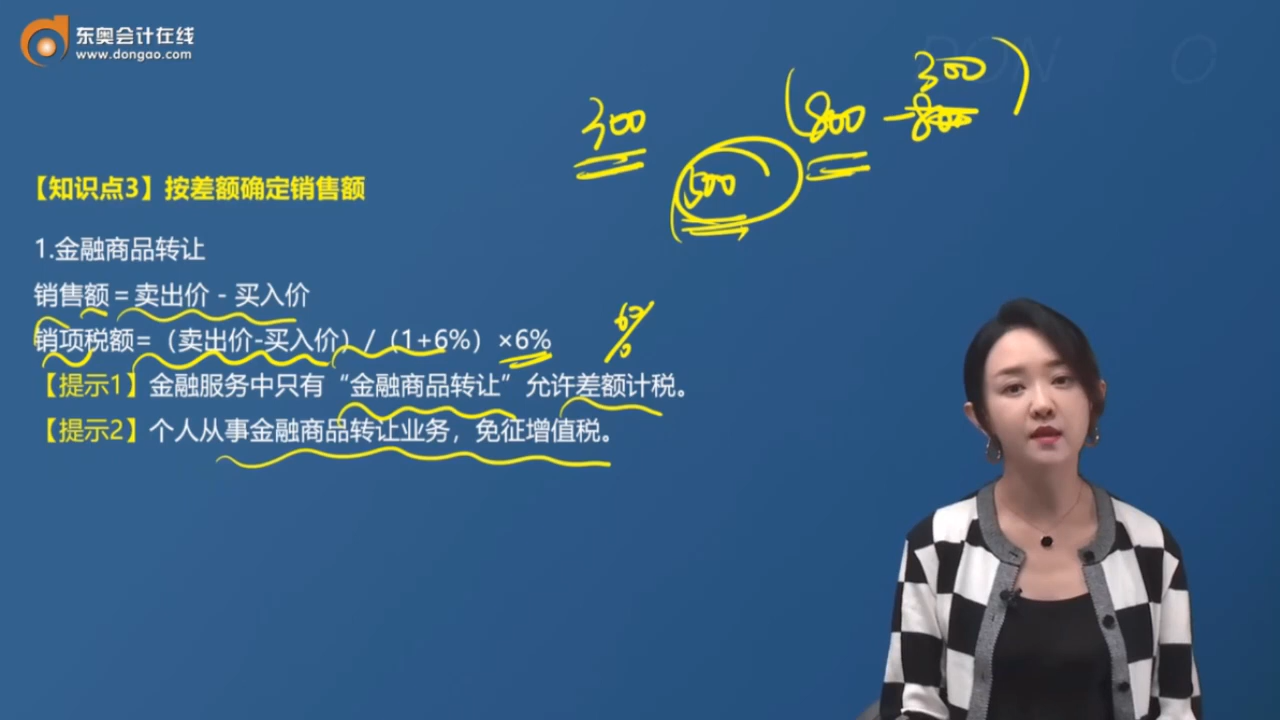 东奥会计在线
www.dongao.com
300
(800 - 300)
500
【知识点3】按差额确定销售额
1.金融商品转让
销售额＝卖出价－买入价
销项税额=（卖出价-买入价）/（1+6%）×6%
6%
【提示1】金融服务中只有“金融商品转让”允许差额计税。
【提示2】个人从事金融商品转让业务，免征增值税。